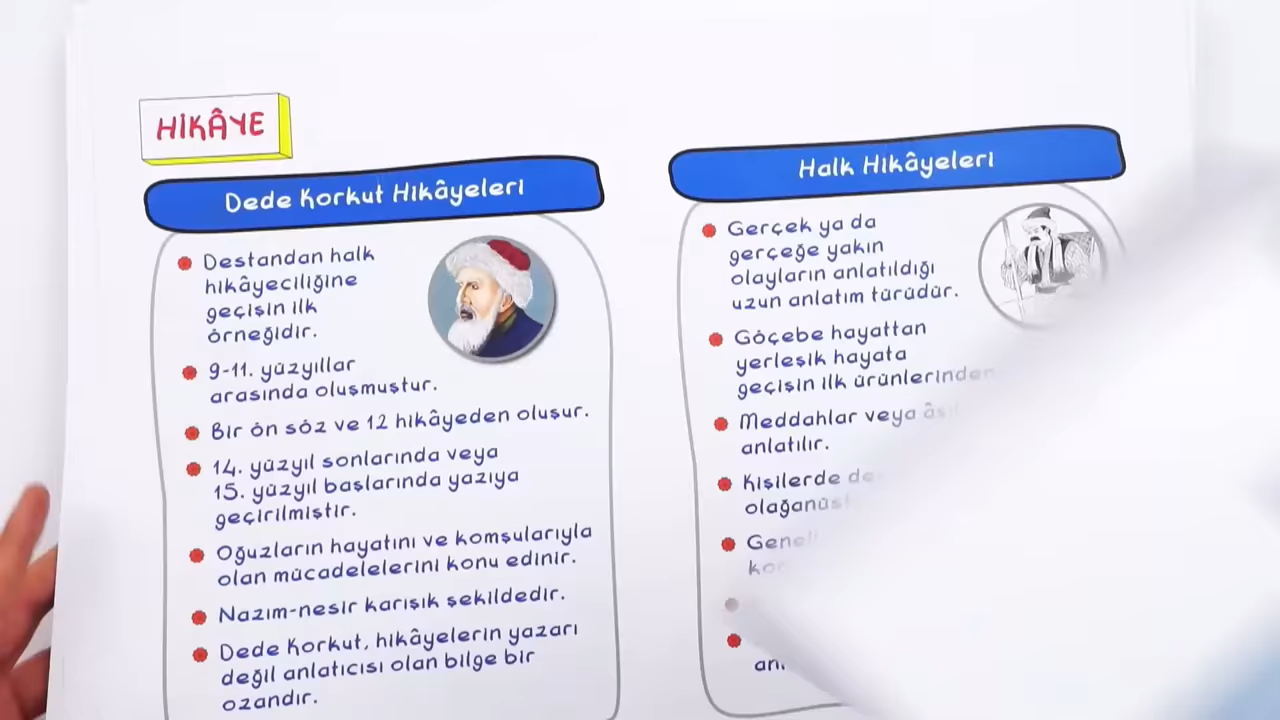 HİKÂYE
Dede Korkut Hikâyeleri
Destandan halk
hikâyeciliğine
geçişin ilk
örneğidir.
9-11. yüzyıllar
arasında oluşmuştur.
Bir ön söz ve 12 hikâyeden oluşur.
14. yüzyıl sonlarında veya
15. yüzyıl başlarında yazıya
geçirilmiştir.
Oğuzların hayatını ve komşularıyla
olan mücadelelerini konu edinir.
Nazım-nesir karışık şekildedir.
Dede Korkut, hikâyelerin yazarı
değil anlatıcısı olan bilge bir
ozandır.
Halk Hikâyeleri
Gerçek ya da
gerçeğe yakın
olayların anlatıldığı
uzun anlatım türüdür.
Göçebe hayattan
yerleşik hayata
geçişin ilk ürünlerinden
Meddahlar veya
anlatılır.
Kişilerde